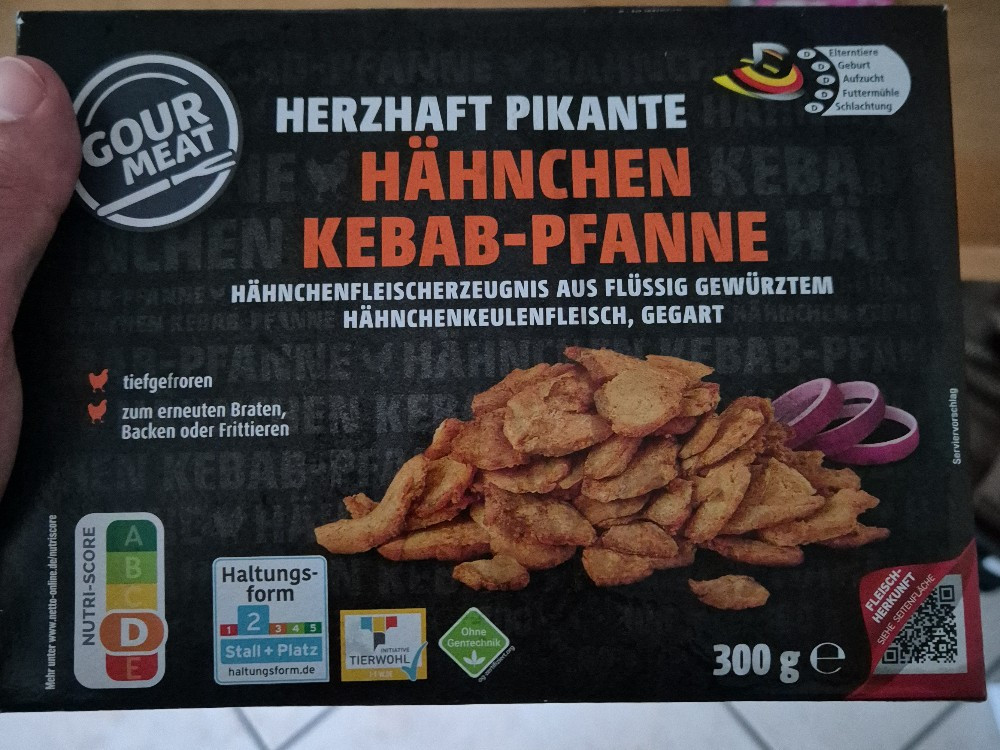 GOUR
MEAT
Elterntiere
Geburt
Aufzucht
Futtermühle
Schlachtung
D
D
D
D
D
HERZHAFT PIKANTE
HÄHNCHEN
KEBAB-PFANNE
HÄHNCHENFLEISCHERZEUGNIS AUS FLÜSSIG GEWÜRZTEM
HÄHNCHENKEULENFLEISCH, GEGART
tiefgefroren
zum erneuten Braten,
Backen oder Frittieren
Serviervorschlag
Mehr unter www.netto-online.de/nutriscore
NUTRI-SCORE
A
B
C
D
E
Haltungs-
form
1 2 3 4 5
Stall + Platz
haltungsform.de
INITIATIVE
TIERWOHL
Ohne
Gentechnik
300 g e
FLEISCH-
HERKUNFT
SIEHE SEITENFLÄCHE